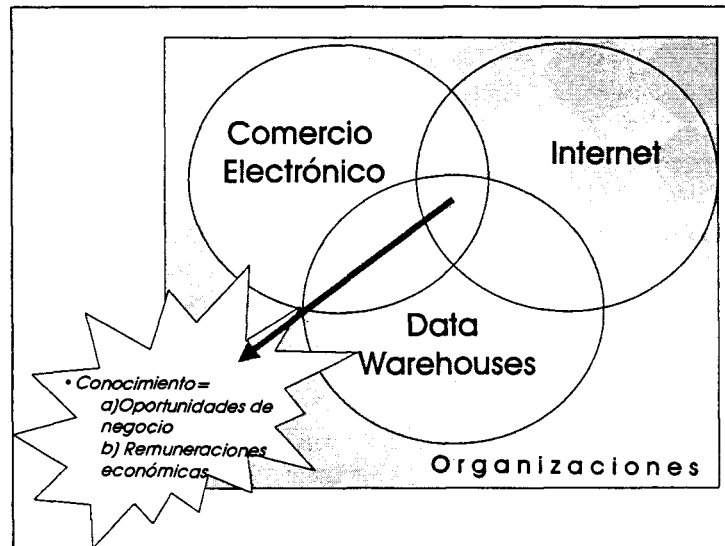 Comercio
Electrónico
Internet
Data
Warehouses
• Conocimiento=
a)Oportunidades de
negocio
b) Remuneraciones
económicas
Organizaciones